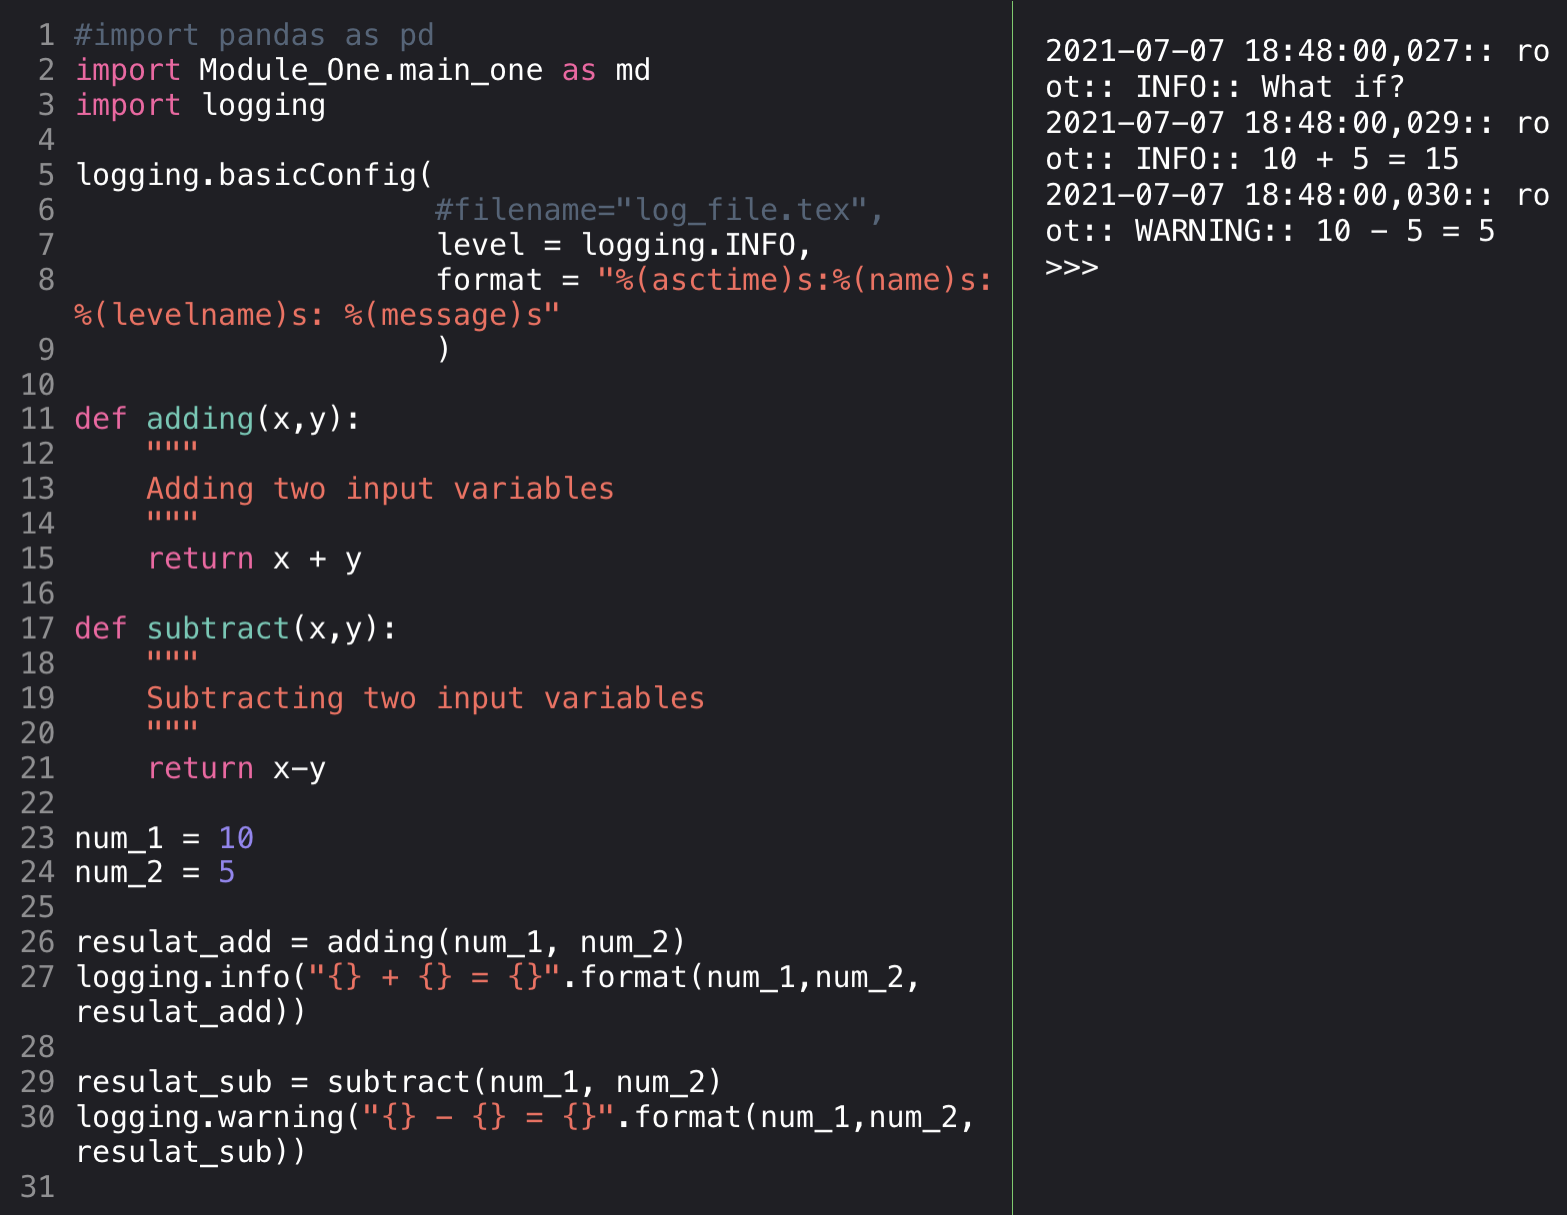 1 #import pandas as pd
2 import Module_One.main_one as md
3 import logging
4
5 logging.basicConfig(
6                     #filename="log_file.tex",
7                     level = logging.INFO,
8                     format = "%(asctime)s:%(name)s:
%(levelname)s: %(message)s"
9                     )
10
11 def adding(x,y):
12     """
13     Adding two input variables
14     """
15     return x + y
16
17 def subtract(x,y):
18     """
19     Subtracting two input variables
20     """
21     return x-y
22
23 num_1 = 10
24 num_2 = 5
25
26 resulat_add = adding(num_1, num_2)
27 logging.info("{} + {} = {}".format(num_1,num_2,
resulat_add))
28
29 resulat_sub = subtract(num_1, num_2)
30 logging.warning("{} - {} = {}".format(num_1,num_2,
resulat_sub))
31
2021-07-07 18:48:00,027:: ro
ot:: INFO:: What if?
2021-07-07 18:48:00,029:: ro
ot:: INFO:: 10 + 5 = 15
2021-07-07 18:48:00,030:: ro
ot:: WARNING:: 10 - 5 = 5
>>>